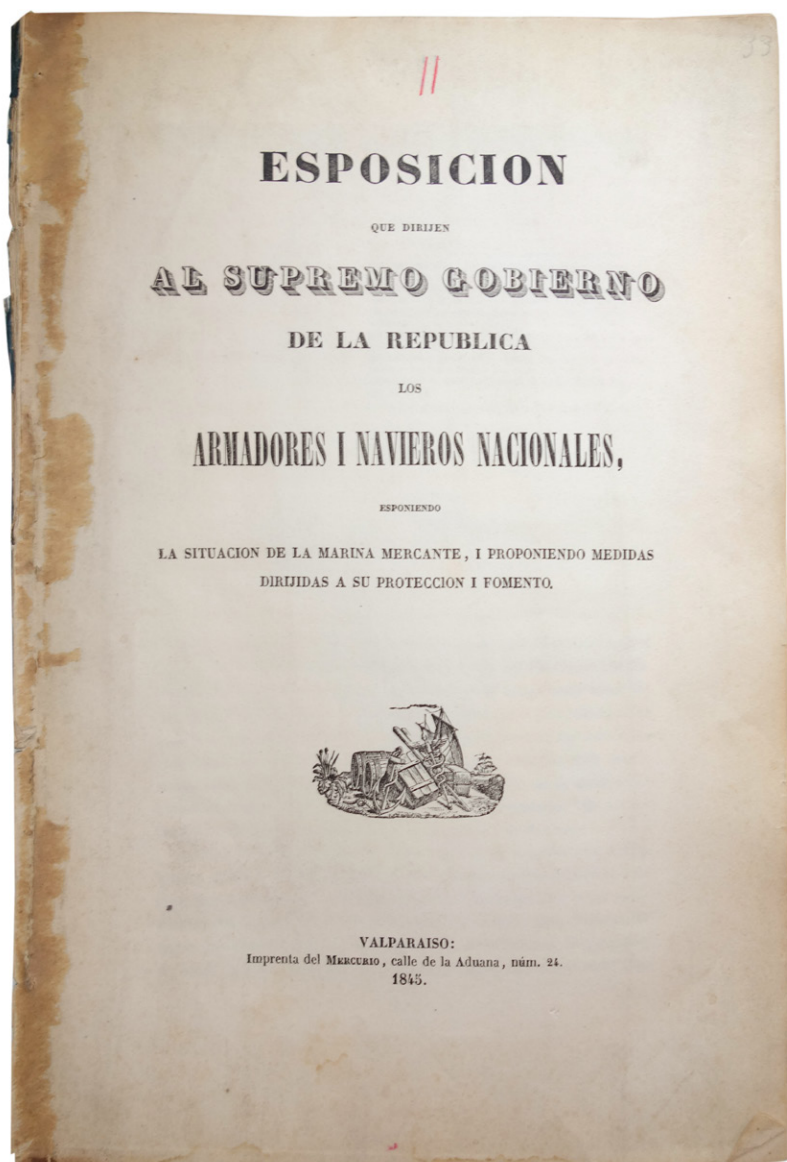 33
11
ESPOSICION
QUE DIRIJEN
AL SUPREMO GOBIERNO
DE LA REPUBLICA
LOS
ARMADORES I NAVIEROS NACIONALES,
ESPONIENDO
LA SITUACION DE LA MARINA MERCANTE, I PROPONIENDO MEDIDAS
DIRIJIDAS A SU PROTECCION I FOMENTO.
VALPARAISO:
Imprenta del MERCURIO, calle de la Aduana, núm. 24.
1845.